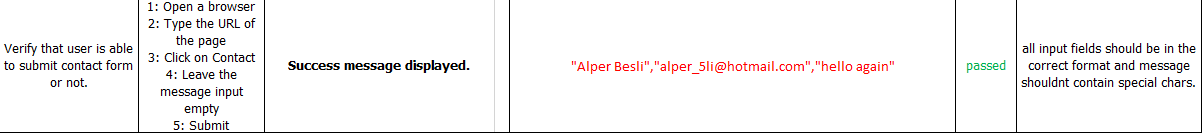 Verify that user is able
to submit contact form
or not.
1: Open a browser
2: Type the URL of
the page
3: Click on Contact
4: Leave the
message input
empty
5: Submit
Success message displayed.
"Alper Besli","alper_5li@hotmail.com","hello again"
passed
all input fields should be in the
correct format and message
shouldnt contain special chars.